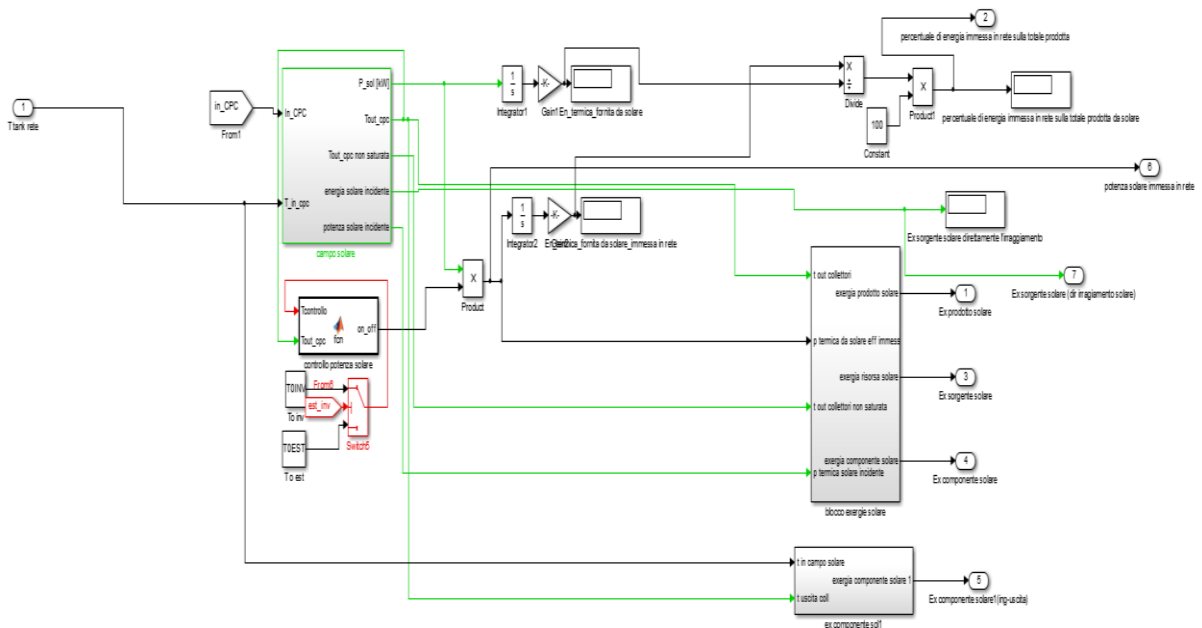 2
percentuale di energia immessa in rete sulla totale prodotta
1
T tank rete
in_CPC
From1
In_CPC
T_in_cpc
P_sol [kW]
Tout_cpc
Tout_cpc non saturata
energia solare incidente
potenza solare incidente
campo solare
1
s
Integrator1
-K-
Gain1
En_termica_fornita da solare
X
÷
Divide
100
Constant
X
Product1
percentuale di energia immessa in rete sulla totale prodotta da solare
6
potenza solare immessa in rete
1
s
Integrator2
-K-
_fornita da solare_immessa in rete
Ex sorgente solare direttamente l'irraggiamento
7
Ex sorgente solare (dir irragiamento solare)
X
Product
Tcontrollo
Tout_cpc
fcn
on_off
controllo potenza solare
T0INV
From6
est_inv
To inv
Switch5
T0EST
To est
t out collettori
exergia prodotto solare
1
Ex prodotto solare
p termica da solare eff immess
exergia risorsa solare
3
Ex sorgente solare
t out collettori non saturata
exergia componente solare
4
Ex componente solare
p termica solare incidente
blocco exergie solare
t in campo solare
exergia componente solare 1
5
Ex componente solare1(ing-uscita)
t uscita coll
ex componente sol1